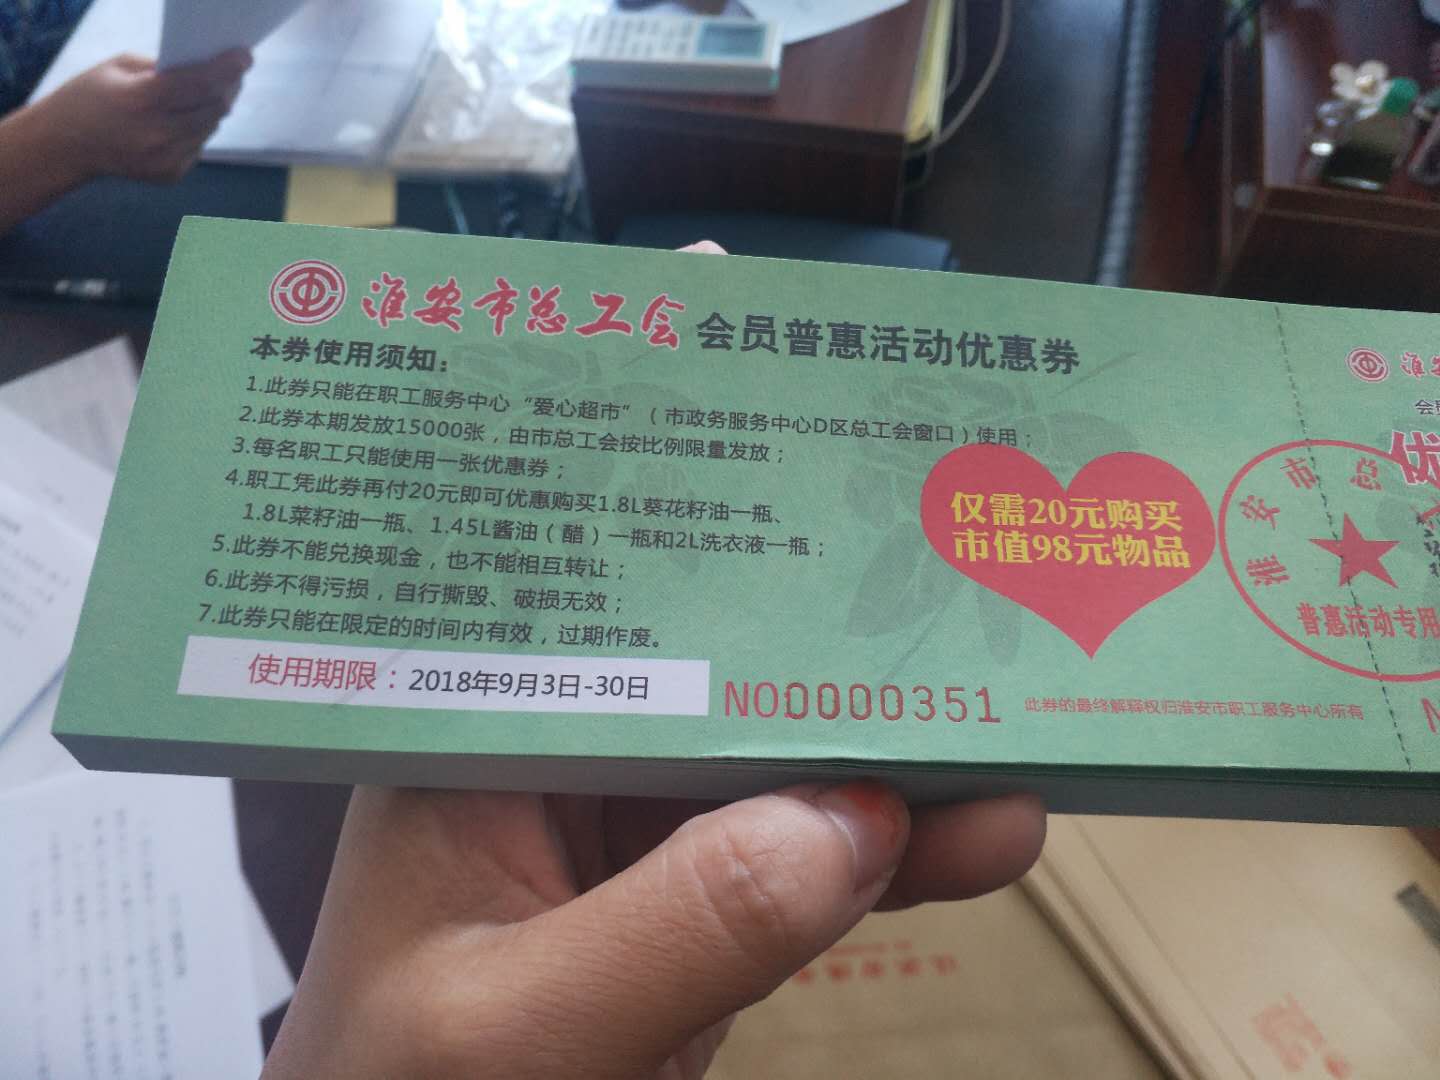 淮安市总工会 会员普惠活动优惠券
本券使用须知：
1.此券只能在职工服务中心“爱心超市”（市政务服务中心D区总工会窗口）使用；
2.此券本期发放15000张，由市总工会按比例限量发放；
3.每名职工只能使用一张优惠券；
4.职工凭此券再付20元即可优惠购买1.8L葵花籽油一瓶、
1.8L菜籽油一瓶、1.45L酱油（醋）一瓶和2L洗衣液一瓶；
5.此券不能兑换现金，也不能相互转让；
6.此券不得污损，自行撕毁、破损无效；
7.此券只能在限定的时间内有效，过期作废。
使用期限：2018年9月3日-30日
NO0000351
此券的最终解释权归淮安市职工服务中心所有
仅需20元购买
市值98元物品
淮
会
优
淮安市总
普惠活动专用